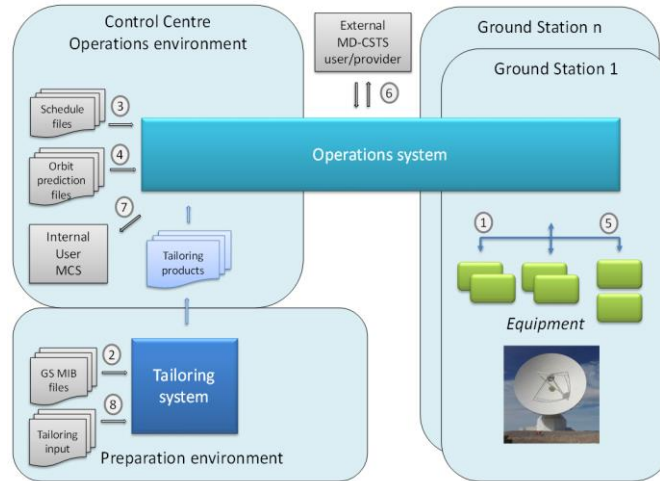 Control Centre
Operations environment
External
MD-CSTS
user/provider
Ground Station n
Ground Station 1
Schedule
files
3
6
Orbit
prediction
files
4
Operations system
7
Internal
User
MCS
Tailoring
products
1
5
Equipment
GS MIB
files
2
Tailoring
system
Tailoring
input
8
Preparation environment